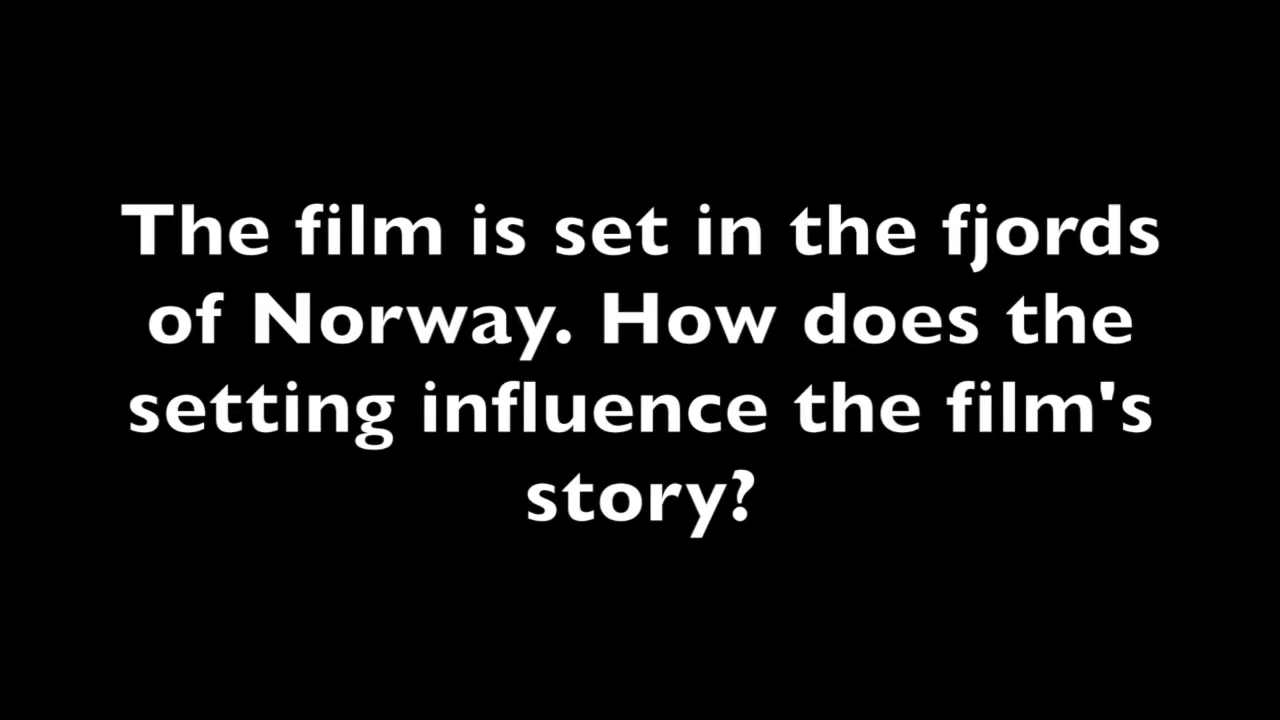 The film is set in the fjords
of Norway. How does the
setting influence the film's
story?